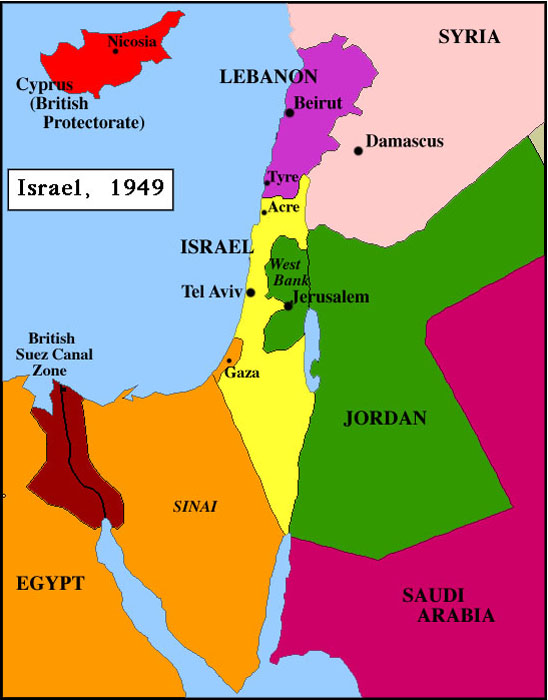 Nicosia
SYRIA
LEBANON
Cyprus
(British
Protectorate)
Beirut
Damascus
Israel, 1949
Tyre
Acre
ISRAEL
West
Bank
Tel Aviv
Jerusalem
British
Suez Canal
Zone
Gaza
JORDAN
SINAI
EGYPT
SAUDI
ARABIA